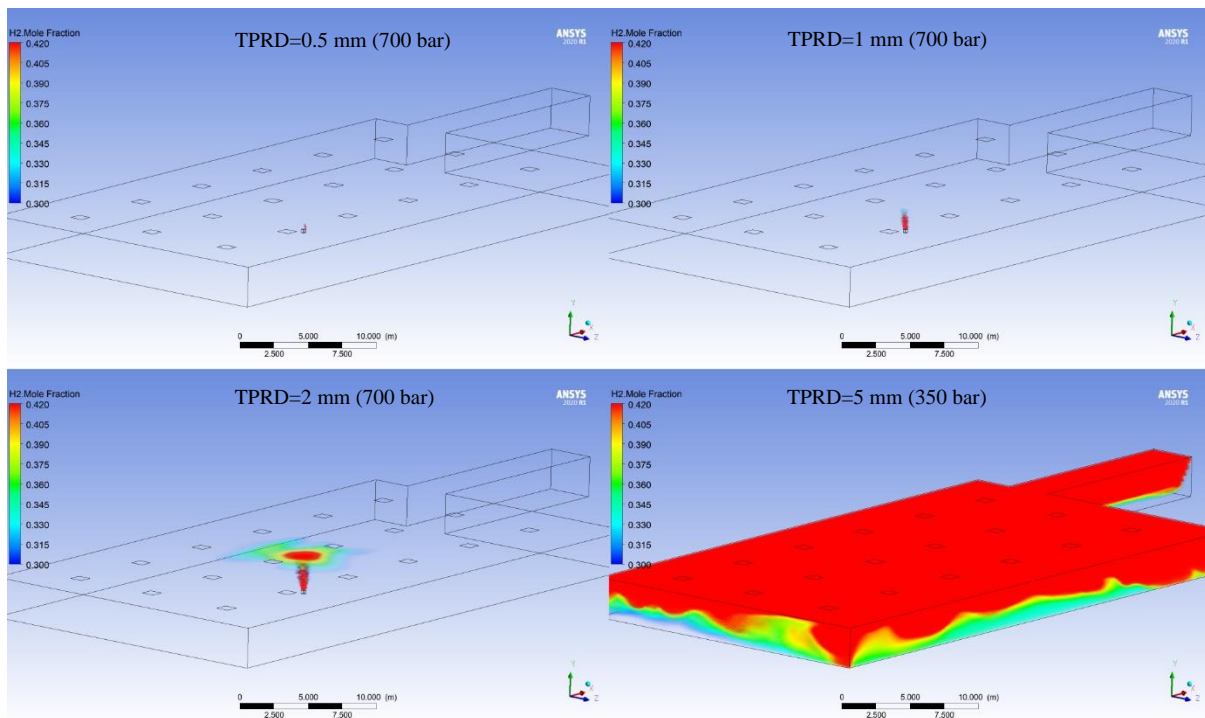 H2.Mole Fraction
TPRD=0.5 mm (700 bar)
ANSYS
2020 R1
0.420
0.405
0.390
0.375
0.360
0.345
0.330
0.315
0.300
0 5.000 10.000 (m)
2.500 7.500
Y
X
Z
H2.Mole Fraction
TPRD=1 mm (700 bar)
ANSYS
2020 R1
0.420
0.405
0.390
0.375
0.360
0.345
0.330
0.315
0.300
0 5.000 10.000 (m)
2.500 7.500
Y
X
Z
H2.Mole Fraction
TPRD=2 mm (700 bar)
ANSYS
2020 R1
0.420
0.405
0.390
0.375
0.360
0.345
0.330
0.315
0.300
0 5.000 10.000 (m)
2.500 7.500
Y
X
Z
H2.Mole Fraction
TPRD=5 mm (350 bar)
ANSYS
2020 R1
0.420
0.405
0.390
0.375
0.360
0.345
0.330
0.315
0.300
0 5.000 10.000 (m)
2.500 7.500
Y
X
Z